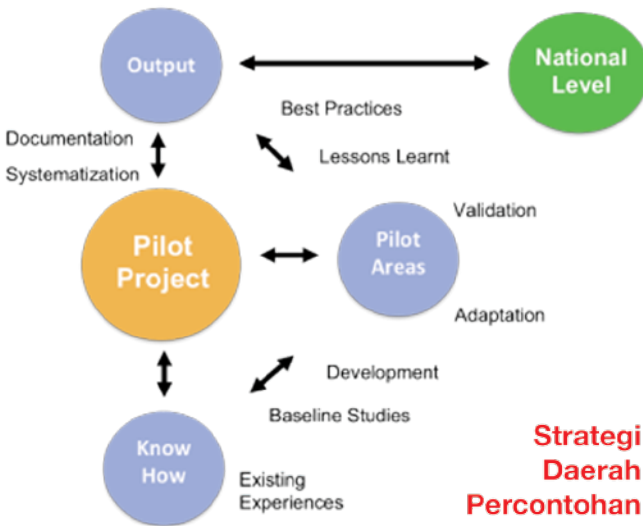 Output
National
Level
Best Practices
Documentation
Lessons Learnt
Systematization
Validation
Pilot
Project
Pilot
Areas
Adaptation
Development
Baseline Studies
Know
How
Existing
Experiences
Strategi
Daerah
Percontohan